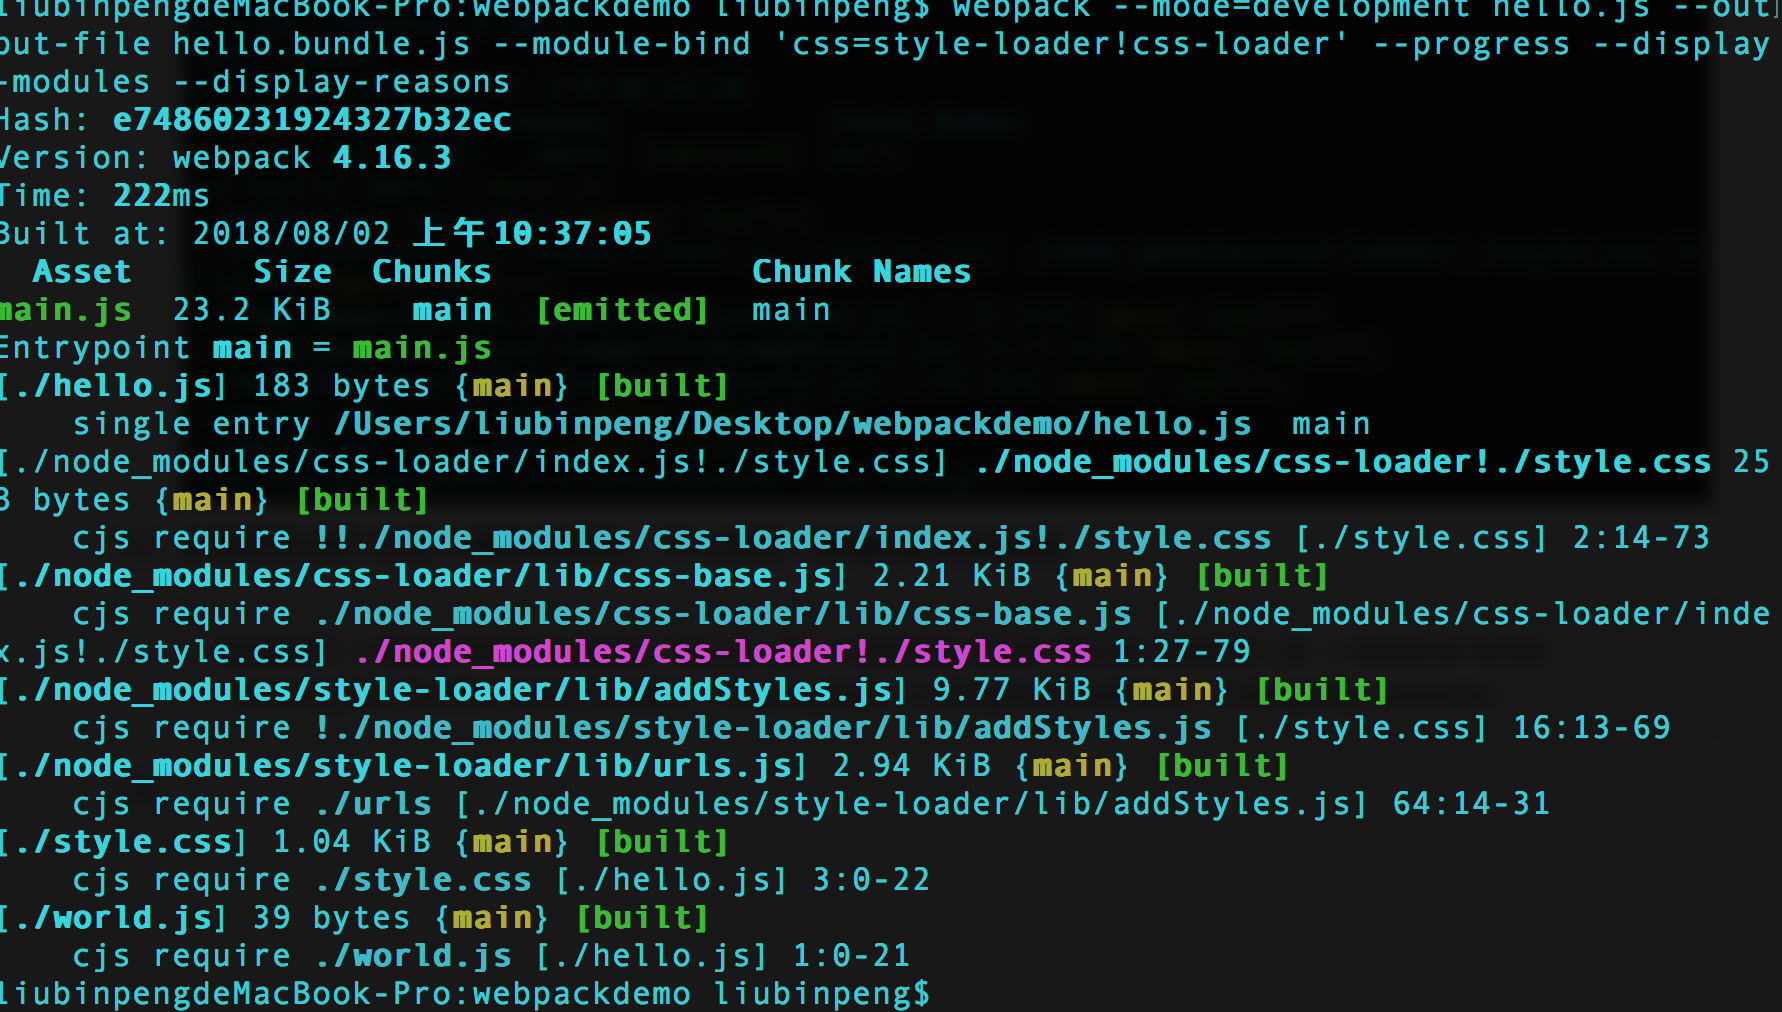 liubinpengdeMacBook-Pro:webpackdemo liubinpeng$ webpack --mode=development hello.js --out
put-file hello.bundle.js --module-bind 'css=style-loader!css-loader' --progress --display
-modules --display-reasons
Hash: e74860231924327b32ec
Version: webpack 4.16.3
Time: 222ms
Built at: 2018/08/02 上午10:37:05
Asset Size Chunks Chunk Names
main.js 23.2 KiB main [emitted] main
Entrypoint main = main.js
[./hello.js] 183 bytes {main} [built]
single entry /Users/liubinpeng/Desktop/webpackdemo/hello.js main
[./node_modules/css-loader/index.js!./style.css] ./node_modules/css-loader!./style.css 25
8 bytes {main} [built]
cjs require !!./node_modules/css-loader/index.js!./style.css [./style.css] 2:14-73
[./node_modules/css-loader/lib/css-base.js] 2.21 KiB {main} [built]
cjs require ./node_modules/css-loader/lib/css-base.js [./node_modules/css-loader/inde
x.js!./style.css] ./node_modules/css-loader!./style.css 1:27-79
[./node_modules/style-loader/lib/addStyles.js] 9.77 KiB {main} [built]
cjs require !./node_modules/style-loader/lib/addStyles.js [./style.css] 16:13-69
[./node_modules/style-loader/lib/urls.js] 2.94 KiB {main} [built]
cjs require ./urls [./node_modules/style-loader/lib/addStyles.js] 64:14-31
[./style.css] 1.04 KiB {main} [built]
cjs require ./style.css [./hello.js] 3:0-22
[./world.js] 39 bytes {main} [built]
cjs require ./world.js [./hello.js] 1:0-21
liubinpengdeMacBook-Pro:webpackdemo liubinpeng$